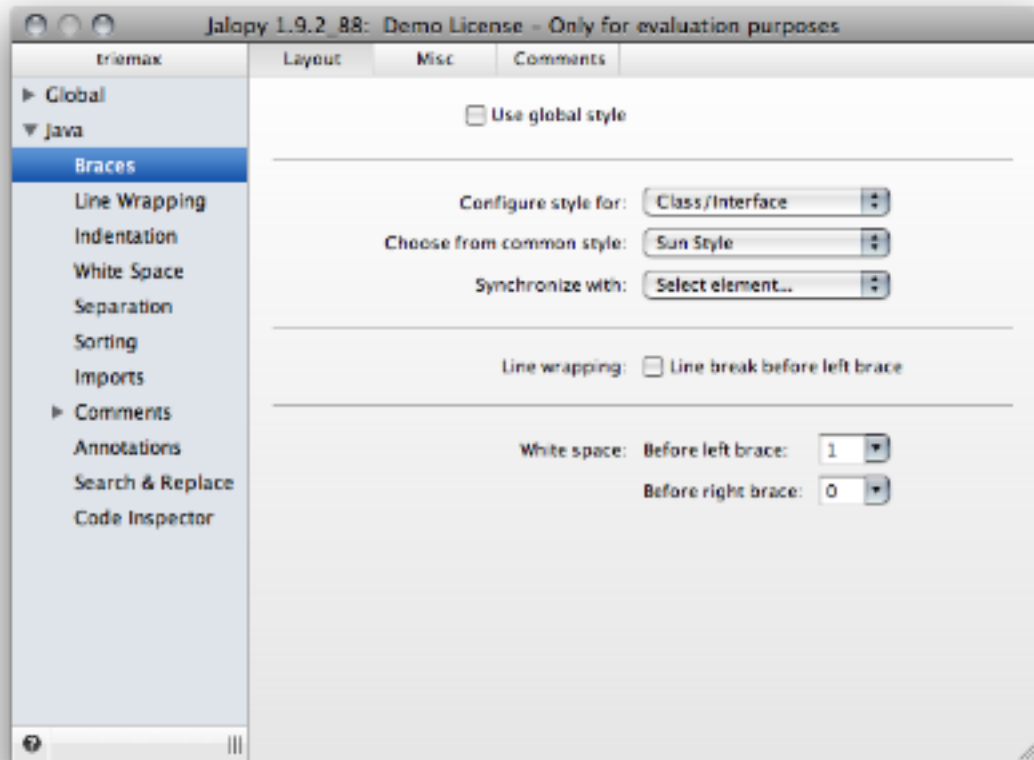 Jalopy 1.9.2_88: Demo License - Only for evaluation purposes
triemax
Layout Misc Comments
Global
Java
Braces
Line Wrapping
Indentation
White Space
Separation
Sorting
Imports
Comments
Annotations
Search & Replace
Code Inspector
Use global style
Configure style for: Class/Interface
Choose from common style: Sun Style
Synchronize with: Select element...
Line wrapping: Line break before left brace
White space: Before left brace: 1
Before right brace: 0
?